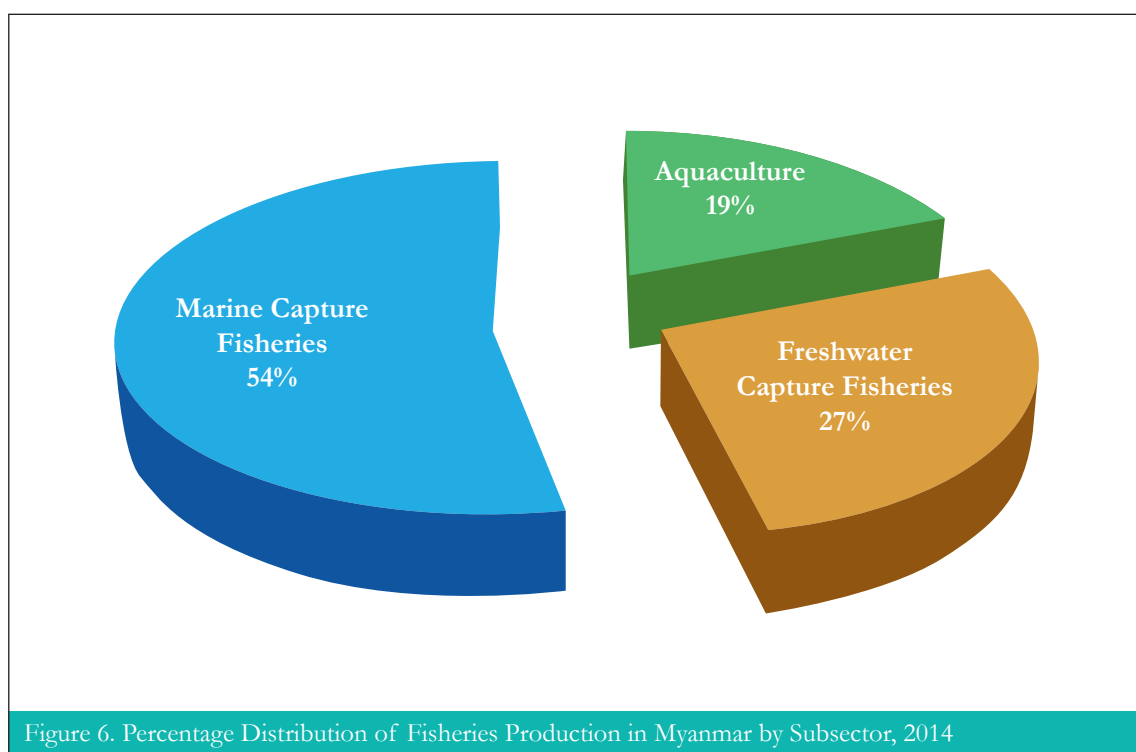 Aquaculture
19%
Marine Capture
Fisheries
54%
Freshwater
Capture Fisheries
27%
Figure 6. Percentage Distribution of Fisheries Production in Myanmar by Subsector, 2014